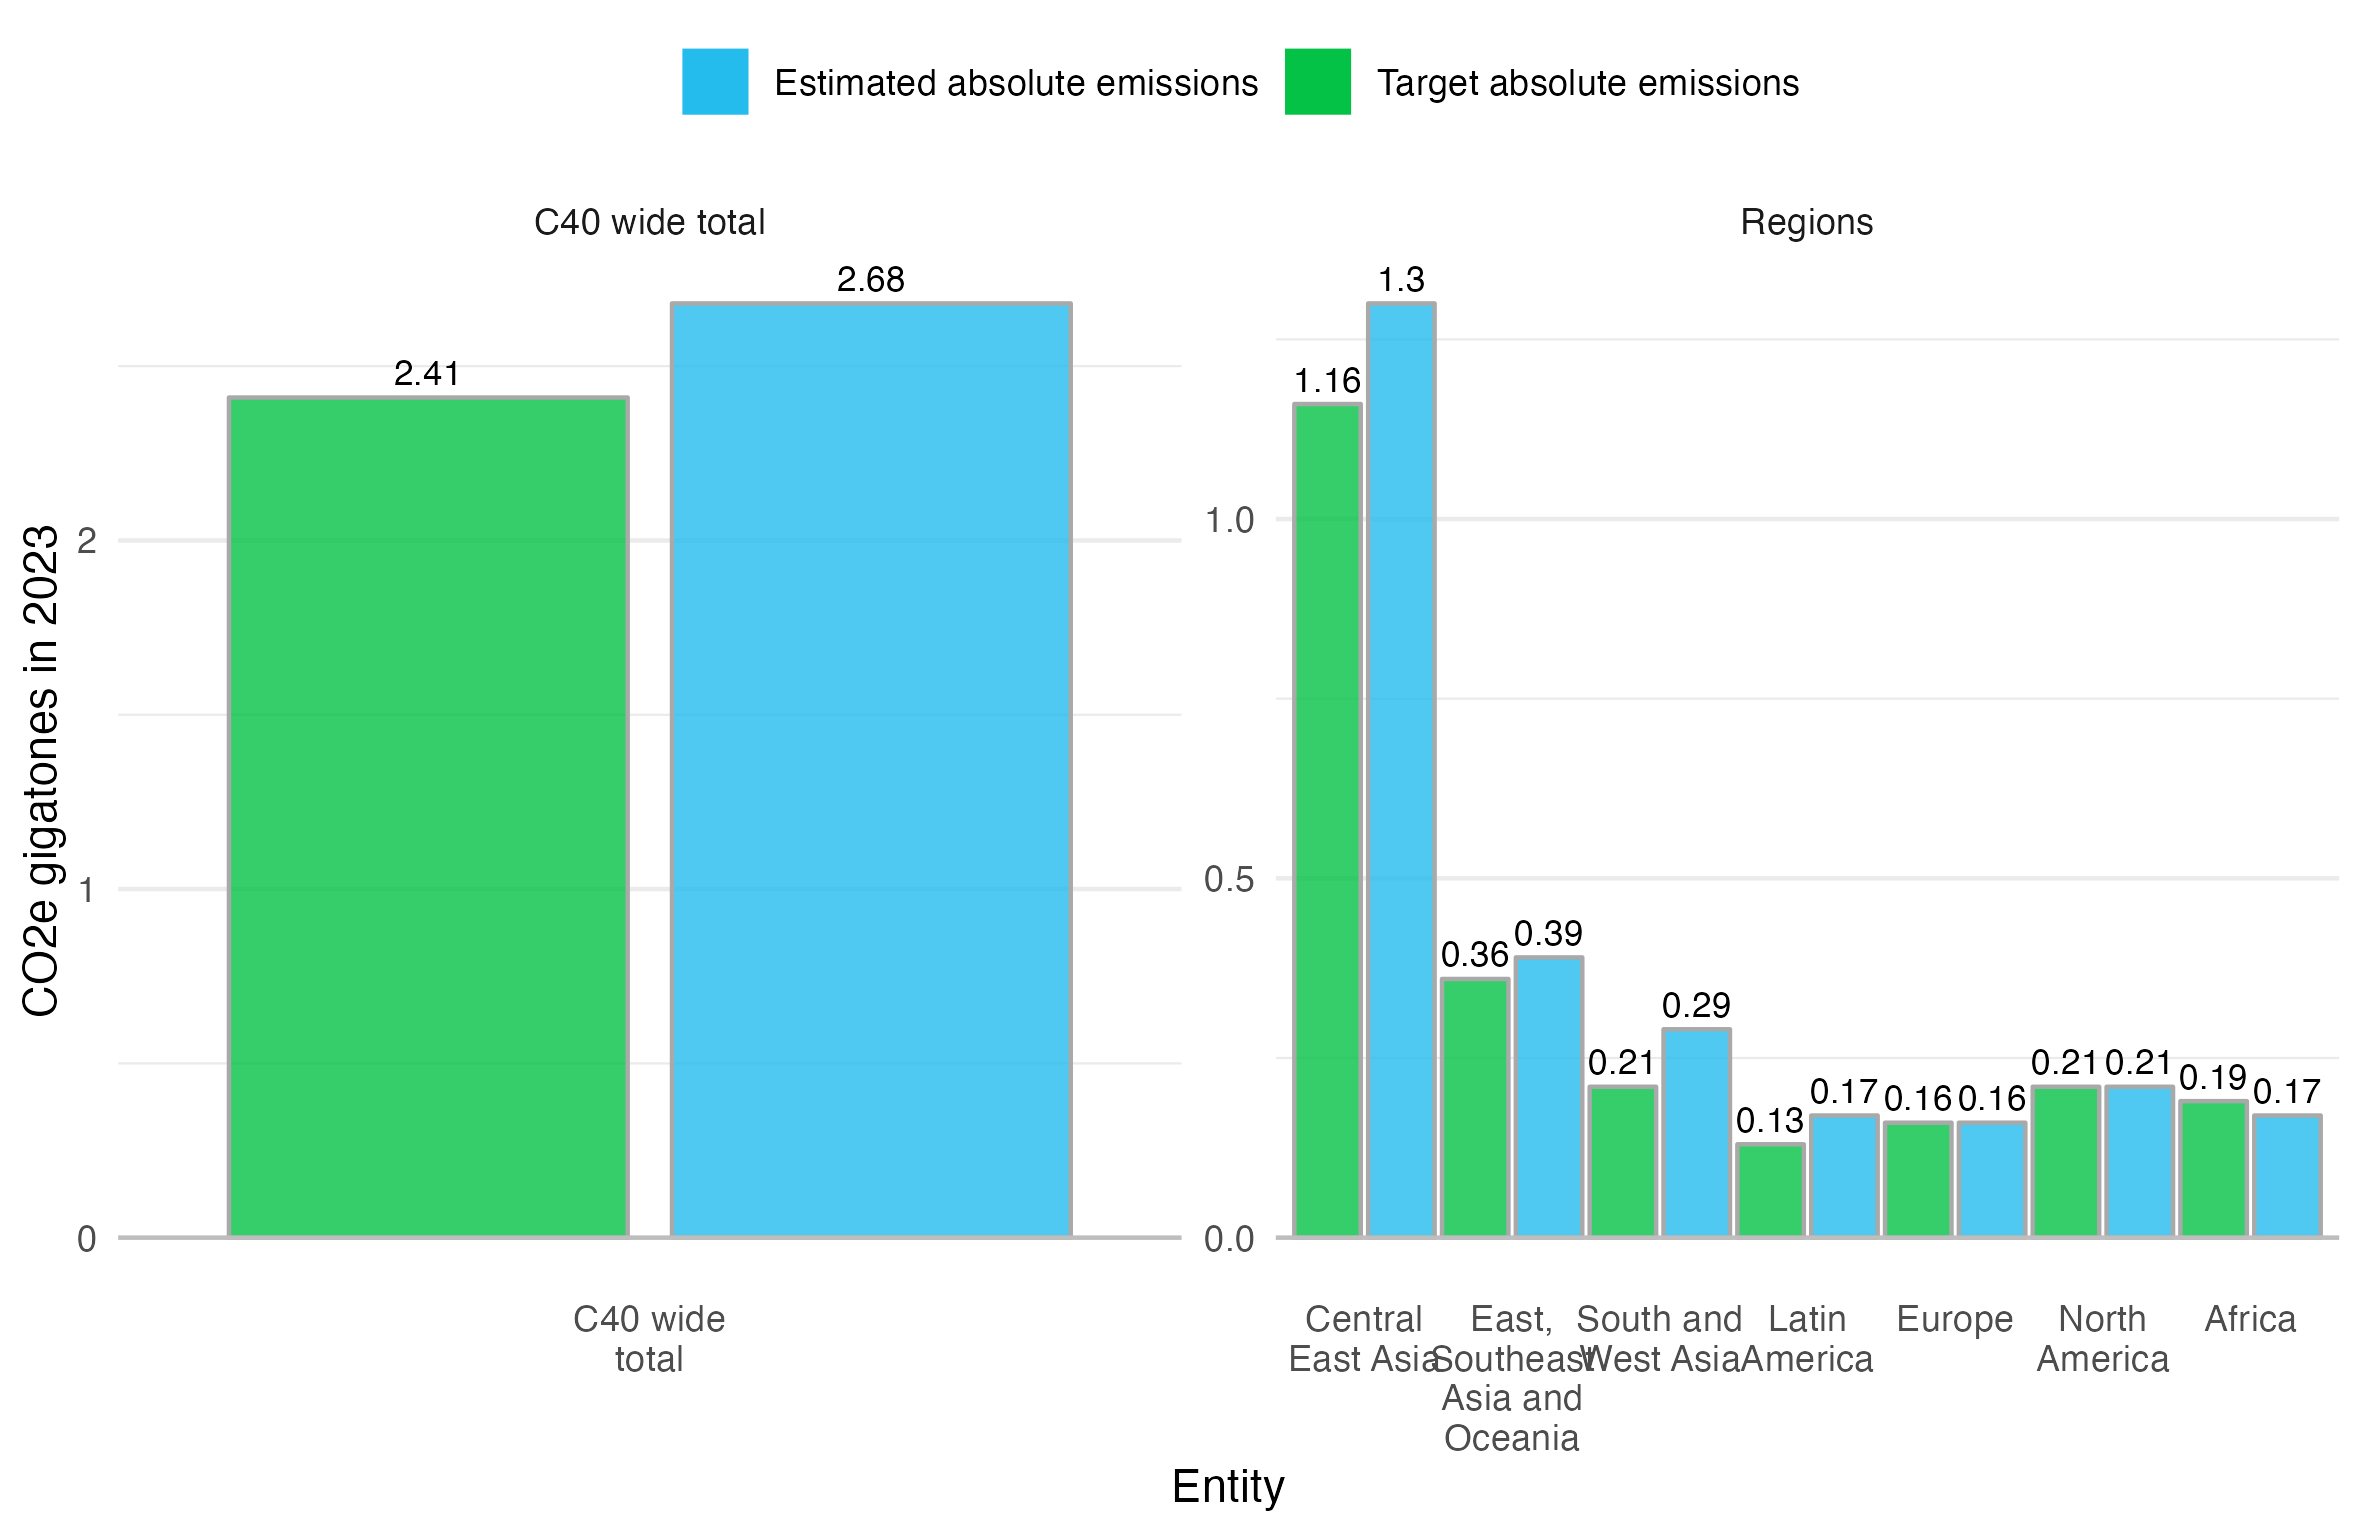 Estimated absolute emissions
Target absolute emissions
C40 wide total
Regions
CO2e gigatones in 2023
2
1
0
2.41
2.68
1.0
0.5
0.0
1.16
1.3
0.36
0.39
0.21
0.29
0.13
0.17
0.16
0.16
0.21
0.21
0.19
0.17
C40 wide
total
Central
East Asia
East,
Southeast
Asia and
Oceania
South and
West Asia
Latin
America
Europe
North
America
Africa
Entity